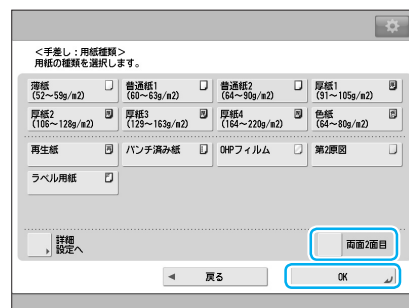 <手差し：用紙種類>
用紙の種類を選択します。
薄紙
(52～59g/m2)
普通紙1
(60～63g/m2)
普通紙2
(64～90g/m2)
厚紙1
(91～105g/m2)
厚紙2
(106～128g/m2)
厚紙3
(129～163g/m2)
厚紙4
(164～220g/m2)
色紙
(64～80g/m2)
再生紙
パンチ済み紙
OHPフィルム
第2原図
ラベル用紙
詳細
設定へ
両面2面目
戻る
OK